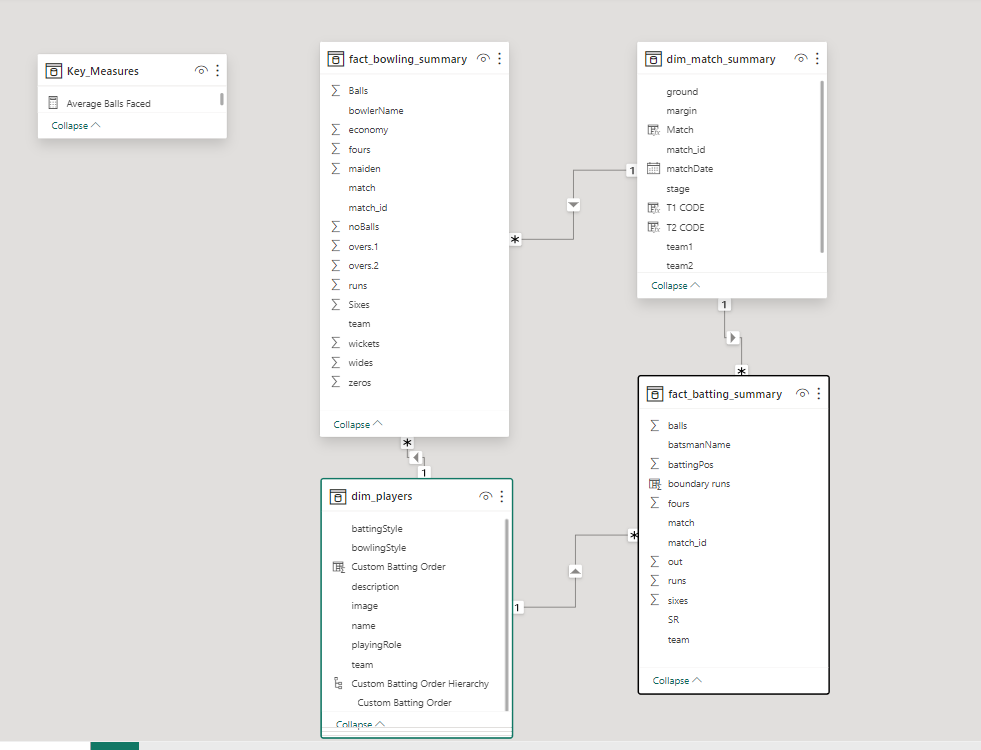 Key_Measures
Average Balls Faced
Collapse
fact_bowling_summary
Balls
bowlerName
economy
fours
maiden
match
match_id
noBalls
overs.1
overs.2
runs
Sixes
team
wickets
wides
zeros
Collapse
dim_match_summary
ground
margin
Match
match_id
matchDate
stage
T1 CODE
T2 CODE
team1
team2
Collapse
1
*
1
*
*
1
1
*
dim_players
battingStyle
bowlingStyle
Custom Batting Order
description
image
name
playingRole
team
Custom Batting Order Hierarchy
Custom Batting Order
Collapse
fact_batting_summary
balls
batsmanName
battingPos
boundary runs
fours
match
match_id
out
runs
sixes
SR
team
Collapse